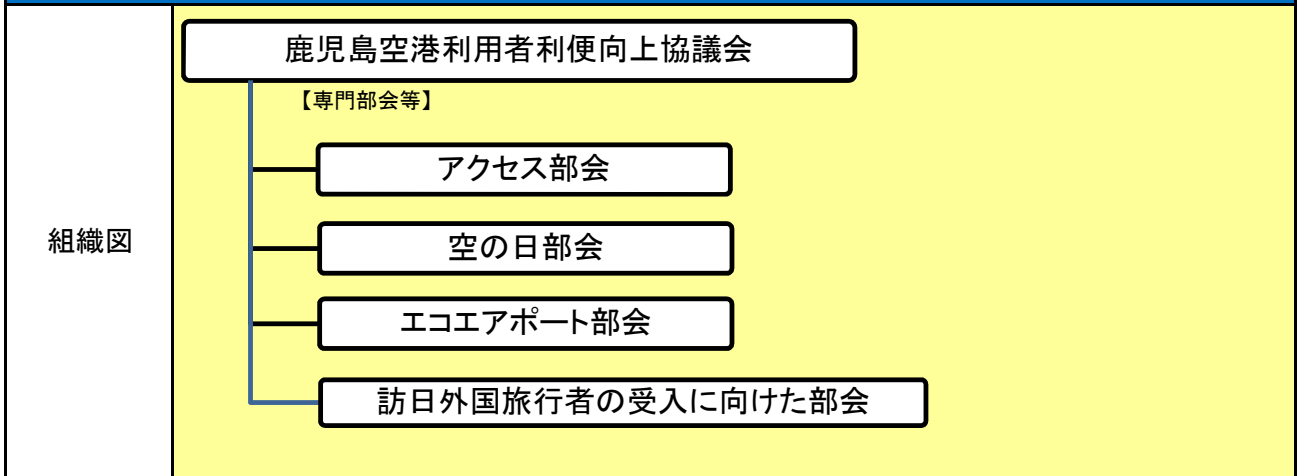 組織図
鹿児島空港利用者利便向上協議会
【専門部会等】
アクセス部会
空の日部会
エコエアポート部会
訪日外国旅行者の受入に向けた部会